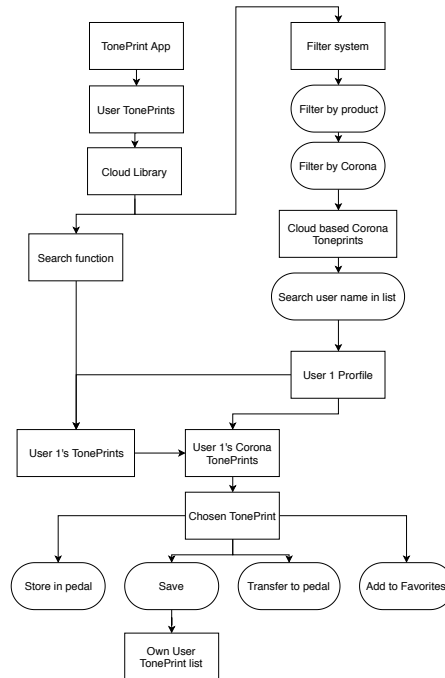 TonePrint App
Filter system
User TonePrints
Filter by product
Cloud Library
Filter by Corona
Cloud based Corona
Toneprints
Search function
Search user name in list
User 1 Prorfile
User 1's TonePrints
User 1's Corona
TonePrints
Chosen TonePrint
Store in pedal
Save
Transfer to pedal
Add to Favorites
Own User
TonePrint list